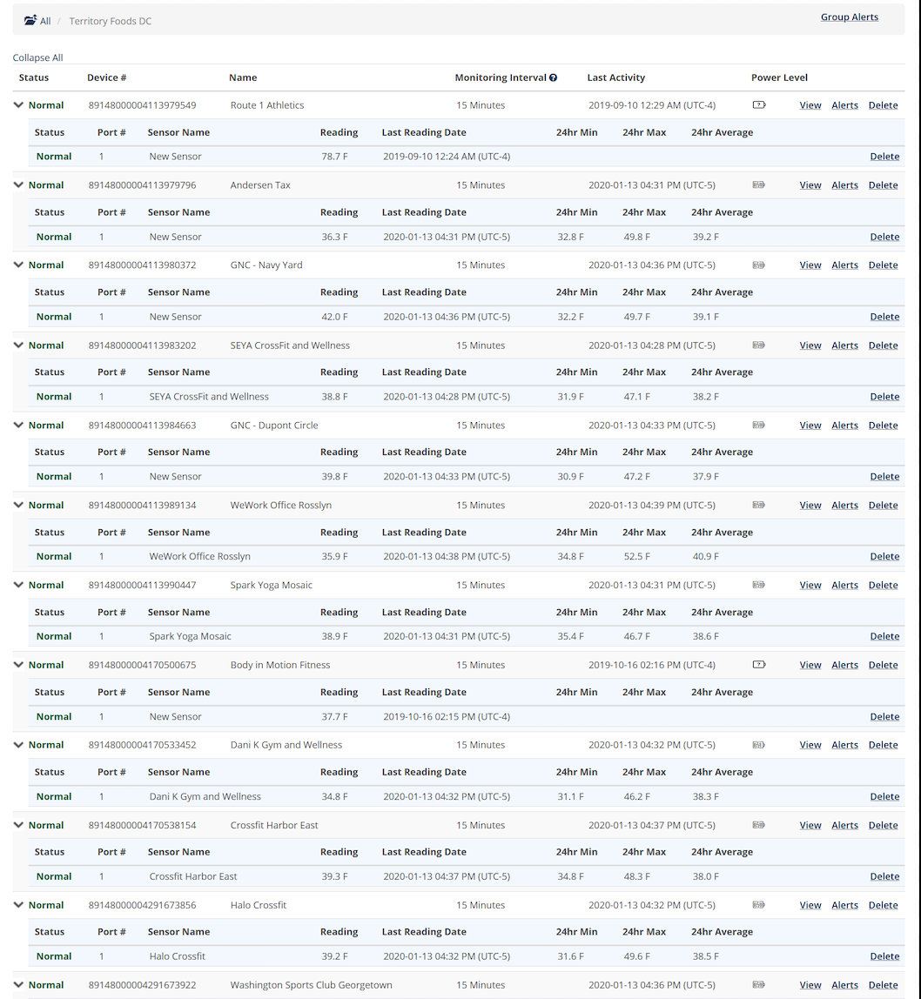 All / Territory Foods DC Group Alerts
Collapse All
Status Device # Name Monitoring Interval Last Activity Power Level
Normal 89148000004113979549 Route 1 Athletics 15 Minutes 2019-09-10 12:29 AM (UTC-4) View Alerts Delete
Status Port # Sensor Name Reading Last Reading Date 24hr Min 24hr Max 24hr Average
Normal 1 New Sensor 78.7 F 2019-09-10 12:24 AM (UTC-4) Delete
Normal 89148000004113979796 Andersen Tax 15 Minutes 2020-01-13 04:31 PM (UTC-5) View Alerts Delete
Status Port # Sensor Name Reading Last Reading Date 24hr Min 24hr Max 24hr Average
Normal 1 New Sensor 36.3 F 2020-01-13 04:31 PM (UTC-5) 32.8 F 49.8 F 39.2 F Delete
Normal 89148000004113980372 GNC - Navy Yard 15 Minutes 2020-01-13 04:36 PM (UTC-5) View Alerts Delete
Status Port # Sensor Name Reading Last Reading Date 24hr Min 24hr Max 24hr Average
Normal 1 New Sensor 42.0 F 2020-01-13 04:36 PM (UTC-5) 32.2 F 49.7 F 39.1 F Delete
Normal 89148000004113983202 SEYA CrossFit and Wellness 15 Minutes 2020-01-13 04:28 PM (UTC-5) View Alerts Delete
Status Port # Sensor Name Reading Last Reading Date 24hr Min 24hr Max 24hr Average
Normal 1 SEYA CrossFit and Wellness 38.8 F 2020-01-13 04:28 PM (UTC-5) 31.9 F 47.1 F 38.2 F Delete
Normal 89148000004113984663 GNC - Dupont Circle 15 Minutes 2020-01-13 04:33 PM (UTC-5) View Alerts Delete
Status Port # Sensor Name Reading Last Reading Date 24hr Min 24hr Max 24hr Average
Normal 1 New Sensor 39.8 F 2020-01-13 04:33 PM (UTC-5) 30.9 F 47.2 F 37.9 F Delete
Normal 89148000004113989134 WeWork Office Rosslyn 15 Minutes 2020-01-13 04:39 PM (UTC-5) View Alerts Delete
Status Port # Sensor Name Reading Last Reading Date 24hr Min 24hr Max 24hr Average
Normal 1 WeWork Office Rosslyn 35.9 F 2020-01-13 04:38 PM (UTC-5) 34.8 F 52.5 F 40.9 F Delete
Normal 89148000004113990447 Spark Yoga Mosaic 15 Minutes 2020-01-13 04:31 PM (UTC-5) View Alerts Delete
Status Port # Sensor Name Reading Last Reading Date 24hr Min 24hr Max 24hr Average
Normal 1 Spark Yoga Mosaic 38.9 F 2020-01-13 04:31 PM (UTC-5) 35.4 F 46.7 F 38.6 F Delete
Normal 89148000004170500675 Body in Motion Fitness 15 Minutes 2019-10-16 02:16 PM (UTC-4) View Alerts Delete
Status Port # Sensor Name Reading Last Reading Date 24hr Min 24hr Max 24hr Average
Normal 1 New Sensor 37.7 F 2019-10-16 02:15 PM (UTC-4) Delete
Normal 89148000004170533452 Dani K Gym and Wellness 15 Minutes 2020-01-13 04:32 PM (UTC-5) View Alerts Delete
Status Port # Sensor Name Reading Last Reading Date 24hr Min 24hr Max 24hr Average
Normal 1 Dani K Gym and Wellness 34.8 F 2020-01-13 04:32 PM (UTC-5) 31.1 F 46.2 F 38.3 F Delete
Normal 89148000004170538154 Crossfit Harbor East 15 Minutes 2020-01-13 04:37 PM (UTC-5) View Alerts Delete
Status Port # Sensor Name Reading Last Reading Date 24hr Min 24hr Max 24hr Average
Normal 1 Crossfit Harbor East 39.3 F 2020-01-13 04:37 PM (UTC-5) 34.8 F 48.3 F 38.0 F Delete
Normal 89148000004291673856 Halo Crossfit 15 Minutes 2020-01-13 04:32 PM (UTC-5) View Alerts Delete
Status Port # Sensor Name Reading Last Reading Date 24hr Min 24hr Max 24hr Average
Normal 1 Halo Crossfit 39.2 F 2020-01-13 04:32 PM (UTC-5) 31.6 F 49.6 F 38.5 F Delete
Normal 89148000004291673922 Washington Sports Club Georgetown 15 Minutes 2020-01-13 04:36 PM (UTC-5) View Alerts Delete